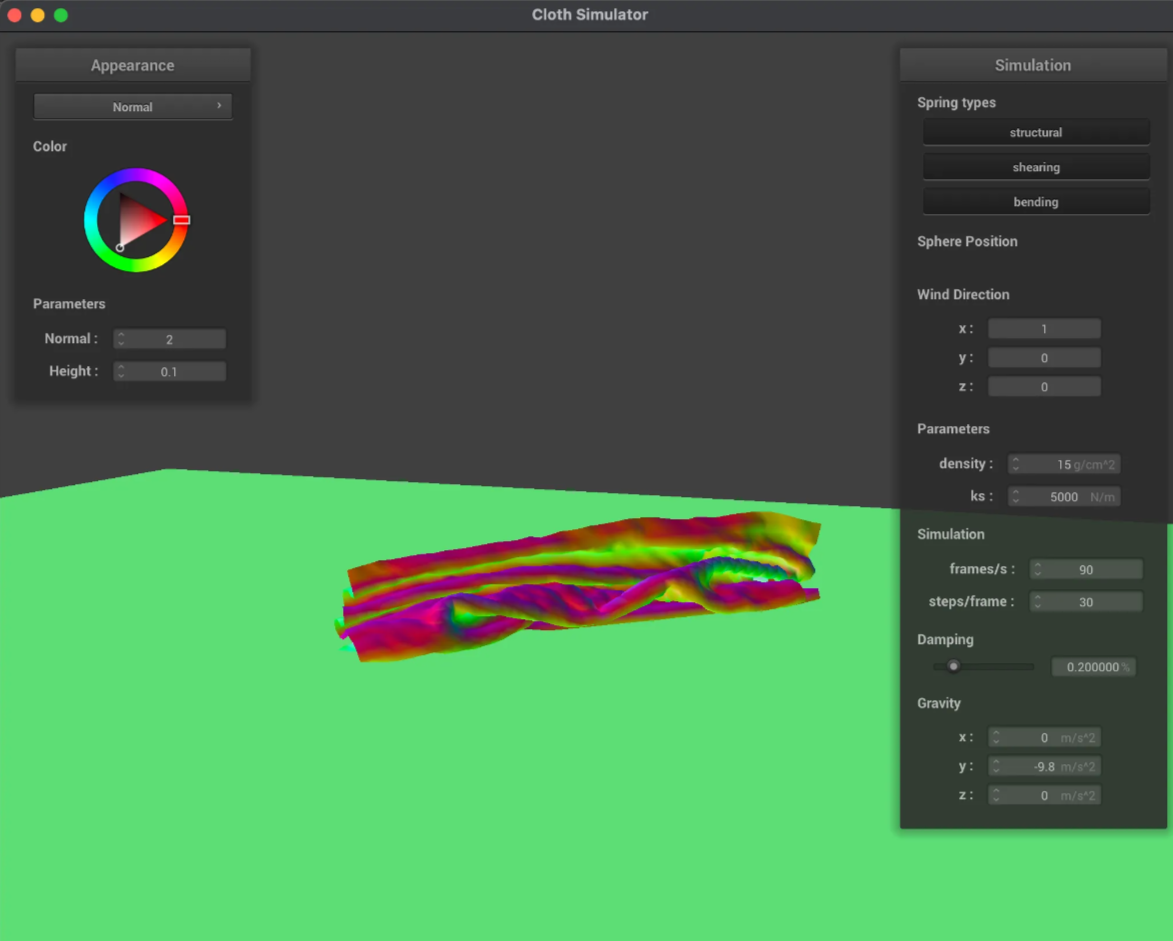 Cloth Simulator
Appearance
Normal
Color
Parameters
Normal : 2
Height : 0.1
Simulation
Spring types
structural
shearing
bending
Sphere Position
Wind Direction
x : 1
y : 0
z : 0
Parameters
density : 15 g/cm^2
ks : 5000 N/m
Simulation
frames/s : 90
steps/frame : 30
Damping
0.200000 %
Gravity
x : 0 m/s^2
y : -9.8 m/s^2
z : 0 m/s^2